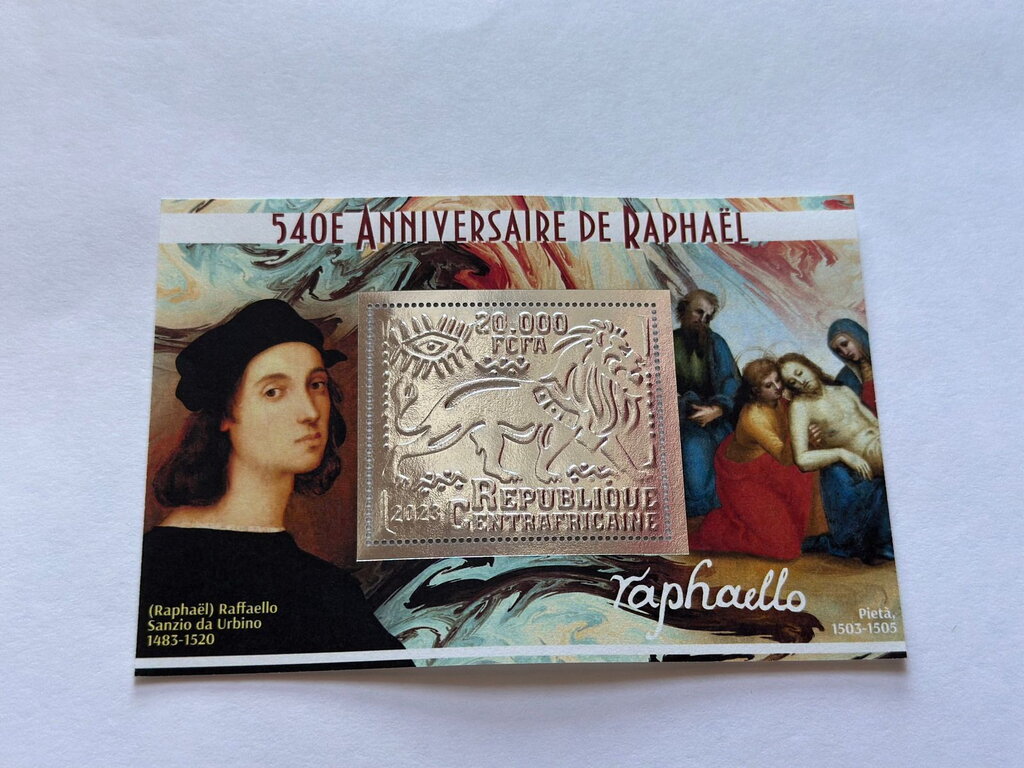 540E ANNIVERSAIRE DE RAPHAËL
20.000
FCFA
REPUBLIQUE
2023 CENTRAFRICAINE
raphaello
(Raphaël) Raffaello
Sanzio da Urbino
1483-1520
Pietà,
1503-1505